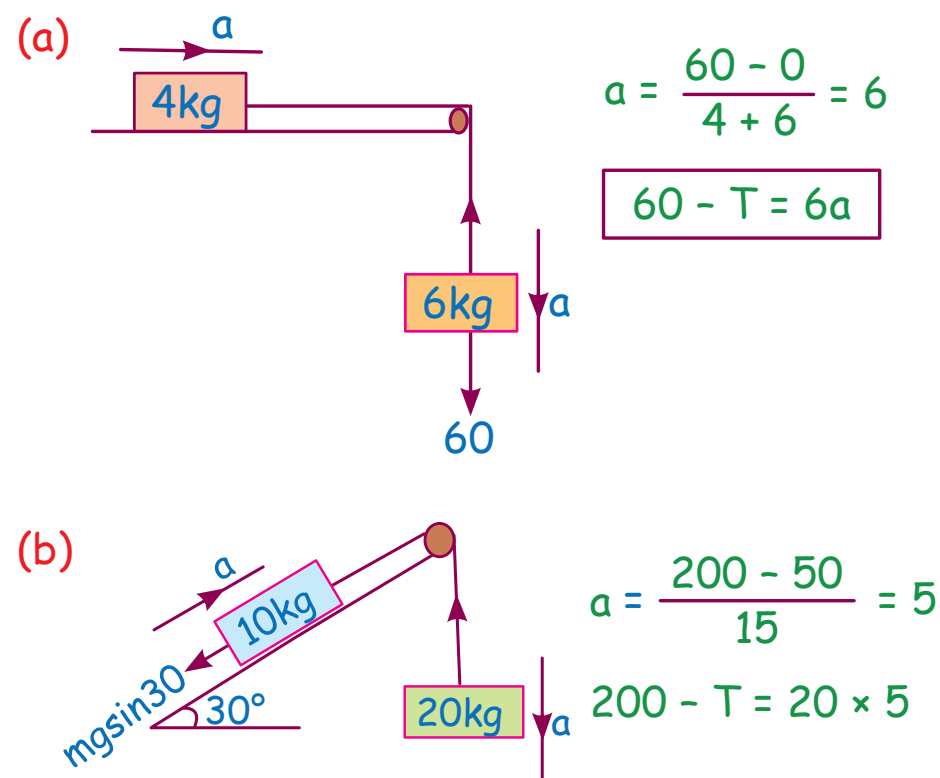 (a)
a
4kg
a = (60 - 0)/(4 + 6) = 6
60 - T = 6a
6kg
a
60
(b)
a
10kg
mgsin30
30°
20kg
a
a = (200 - 50)/15 = 5
200 - T = 20 × 5